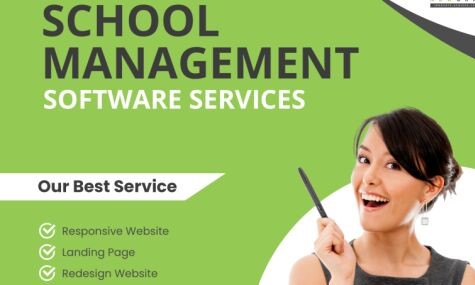 SCHOOL
MANAGEMENT
SOFTWARE SERVICES
Our Best Service
Responsive Website
Landing Page
Redesign Website